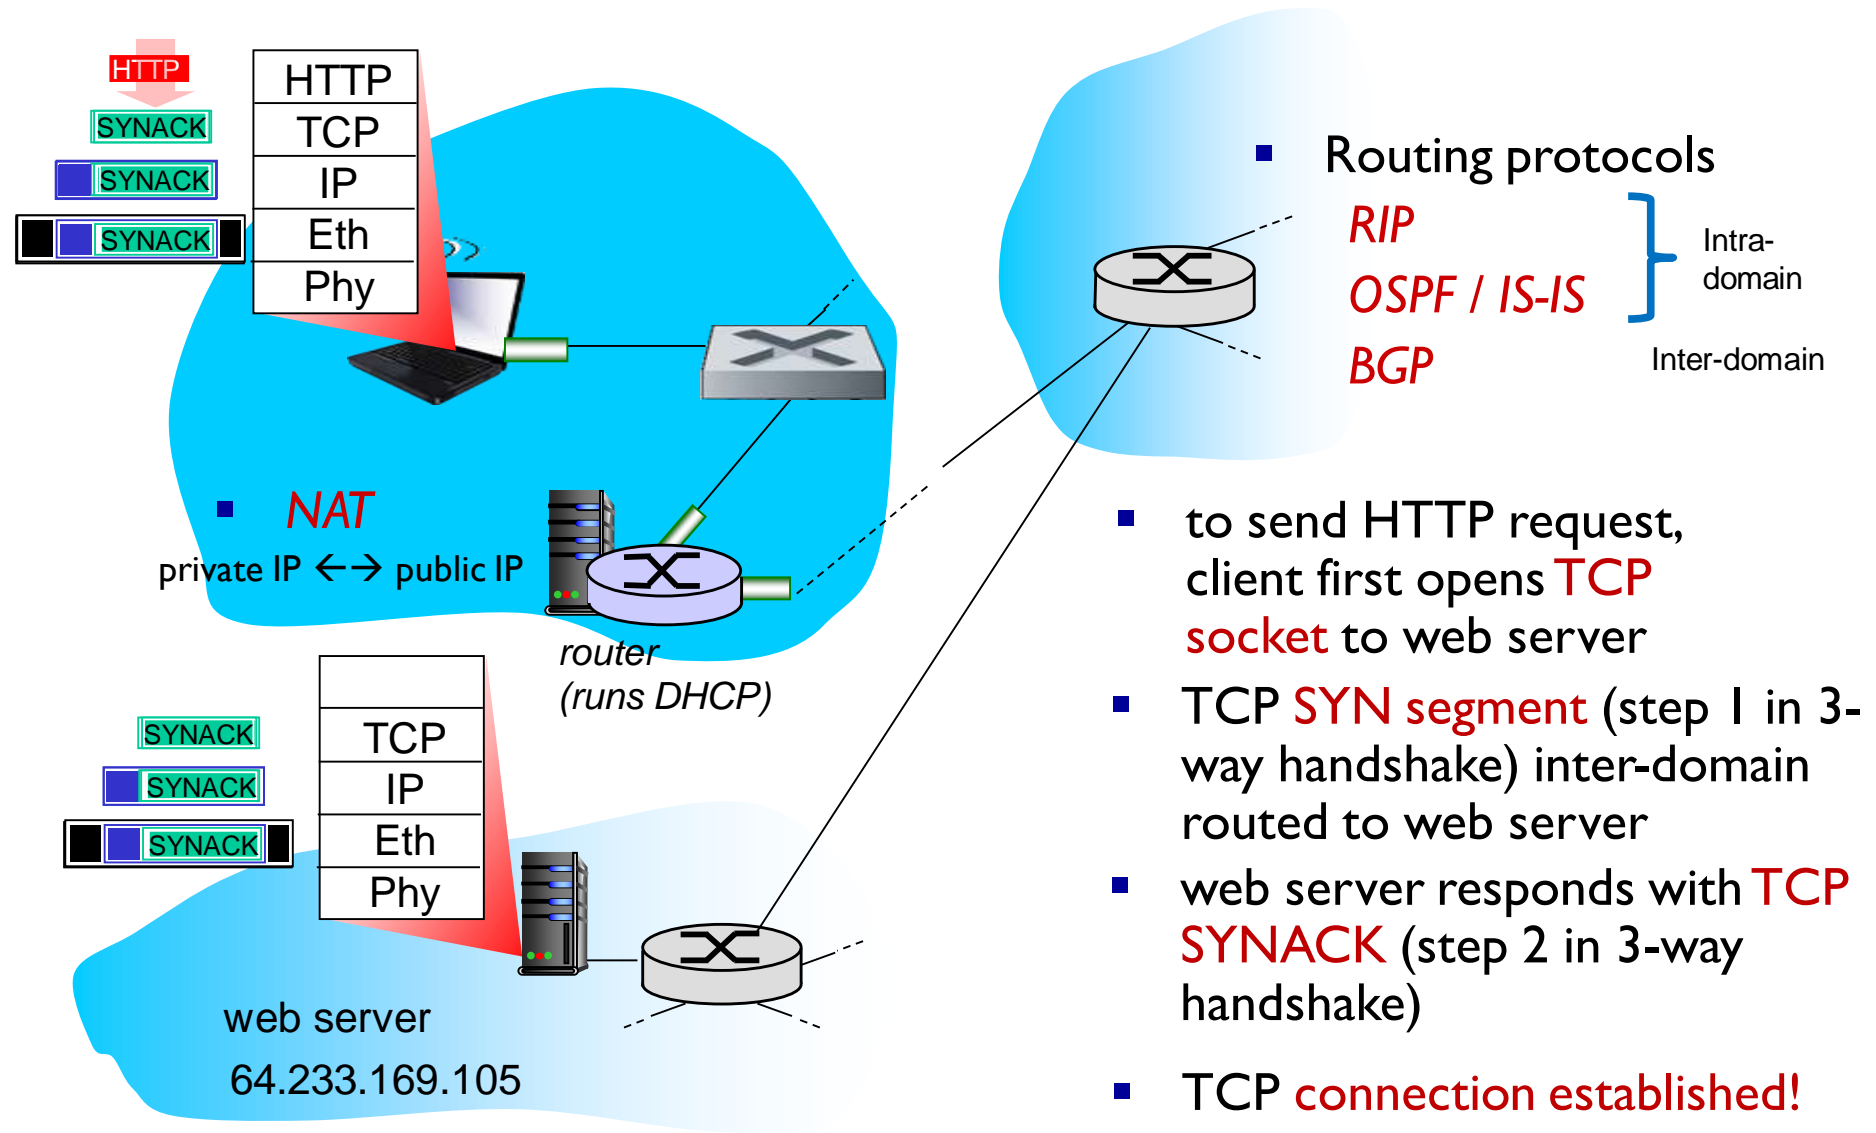 HTTP
SYNACK
SYNACK
SYNACK
HTTP
TCP
IP
Eth
Phy
▪ NAT
private IP ←→ public IP
router
(runs DHCP)
SYNACK
SYNACK
SYNACK
TCP
IP
Eth
Phy
web server
64.233.169.105
▪ Routing protocols
RIP
OSPF / IS-IS
BGP
Intra-
domain
Inter-domain
▪ to send HTTP request,
client first opens TCP
socket to web server
▪ TCP SYN segment (step 1 in 3-
way handshake) inter-domain
routed to web server
▪ web server responds with TCP
SYNACK (step 2 in 3-way
handshake)
▪ TCP connection established!